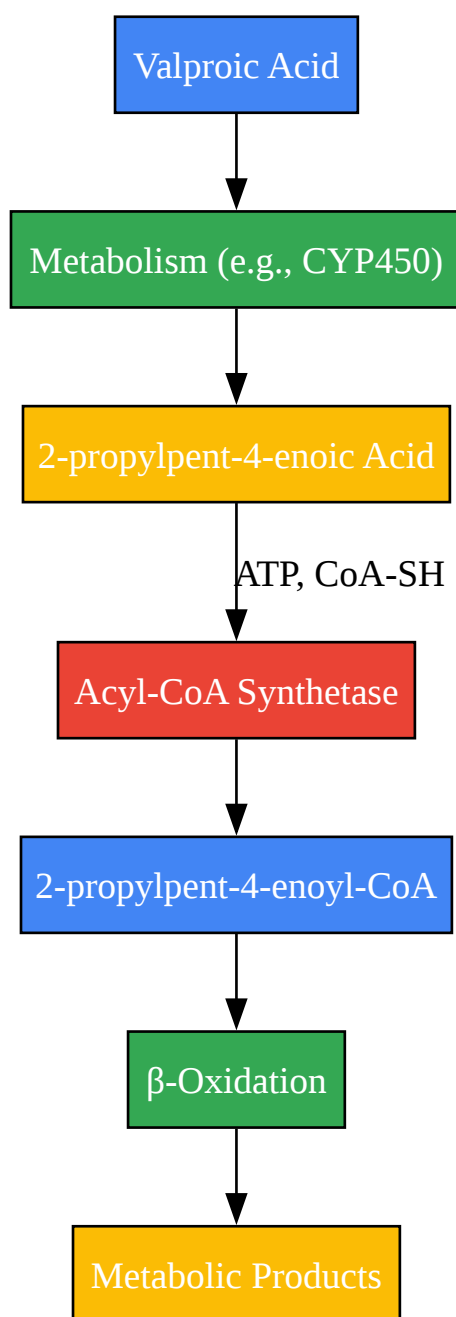 Valproic Acid
Metabolism (e.g., CYP450)
2-propylpent-4-enoic Acid
ATP, CoA-SH
Acyl-CoA Synthetase
2-propylpent-4-enoyl-CoA
β-Oxidation
Metabolic Products